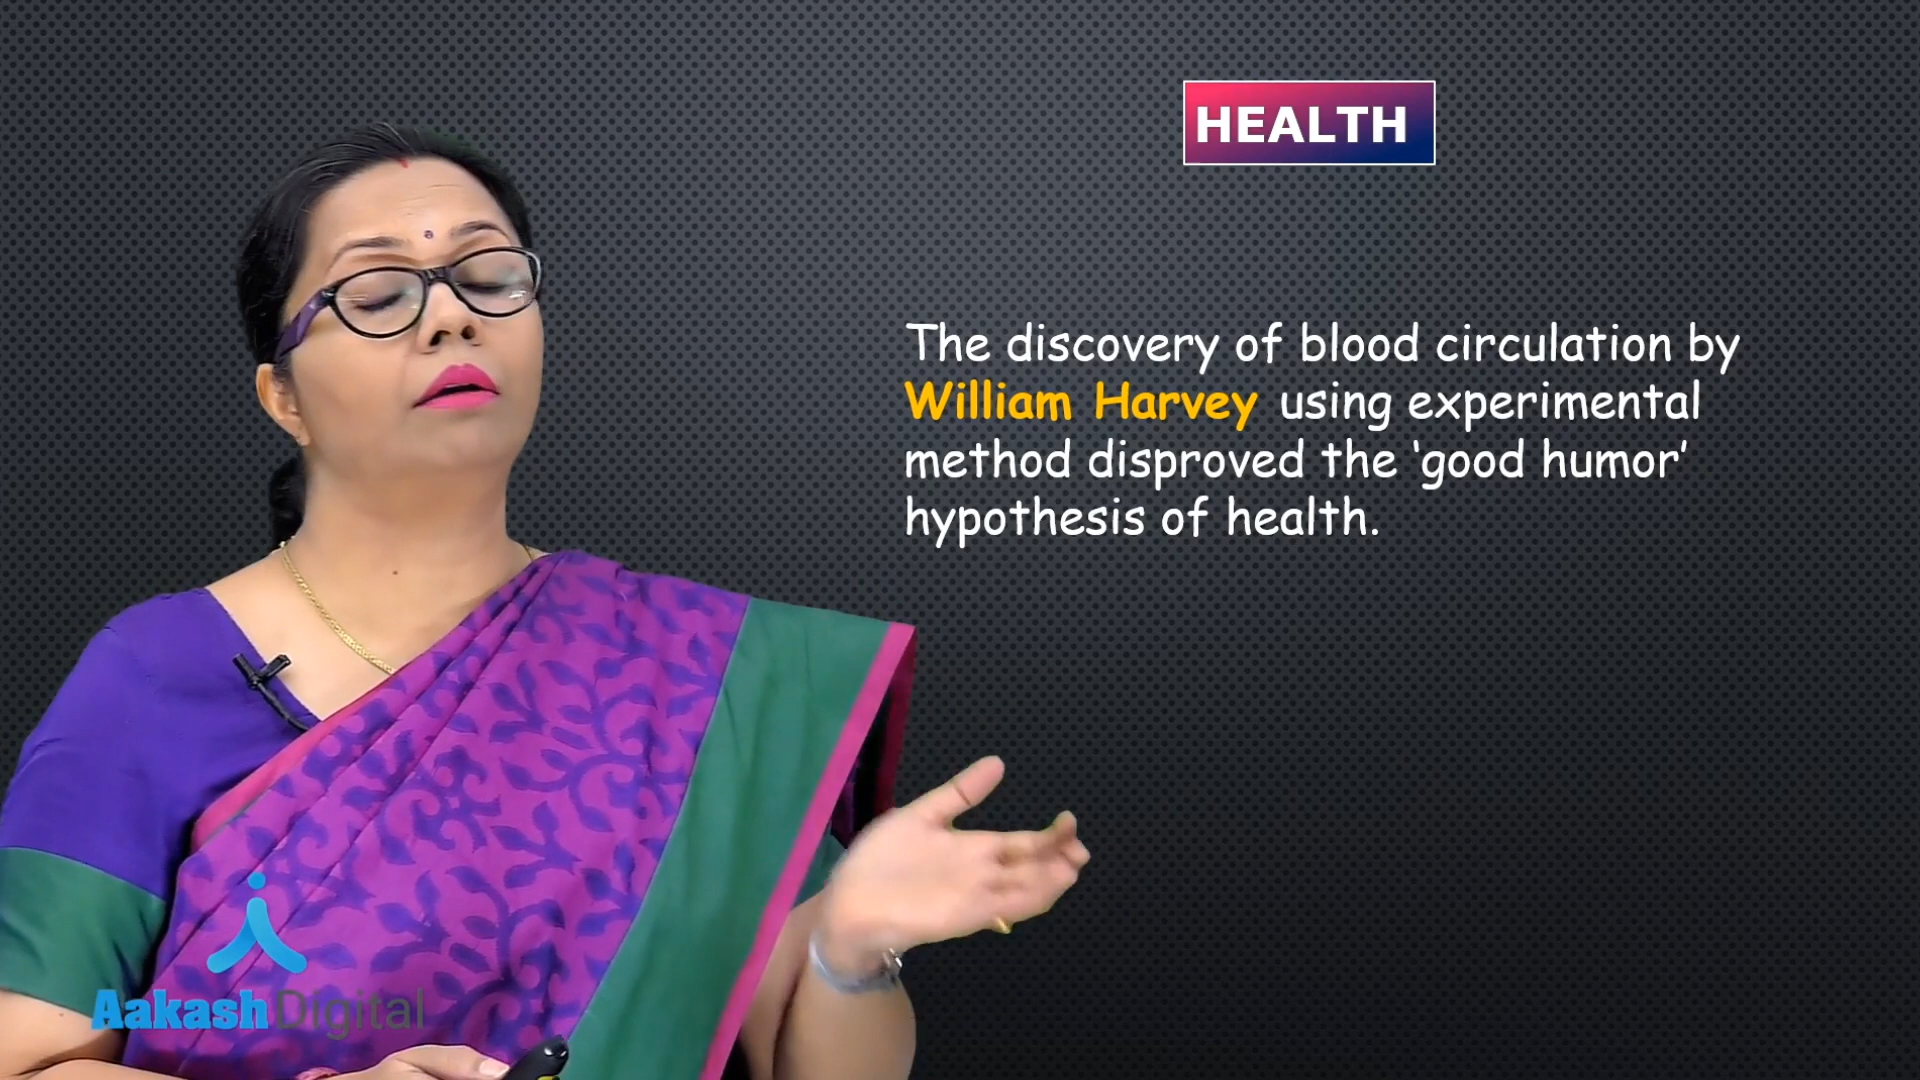 HEALTH
The discovery of blood circulation by
William Harvey using experimental
method disproved the ‘good humor’
hypothesis of health.
Aakash Digital